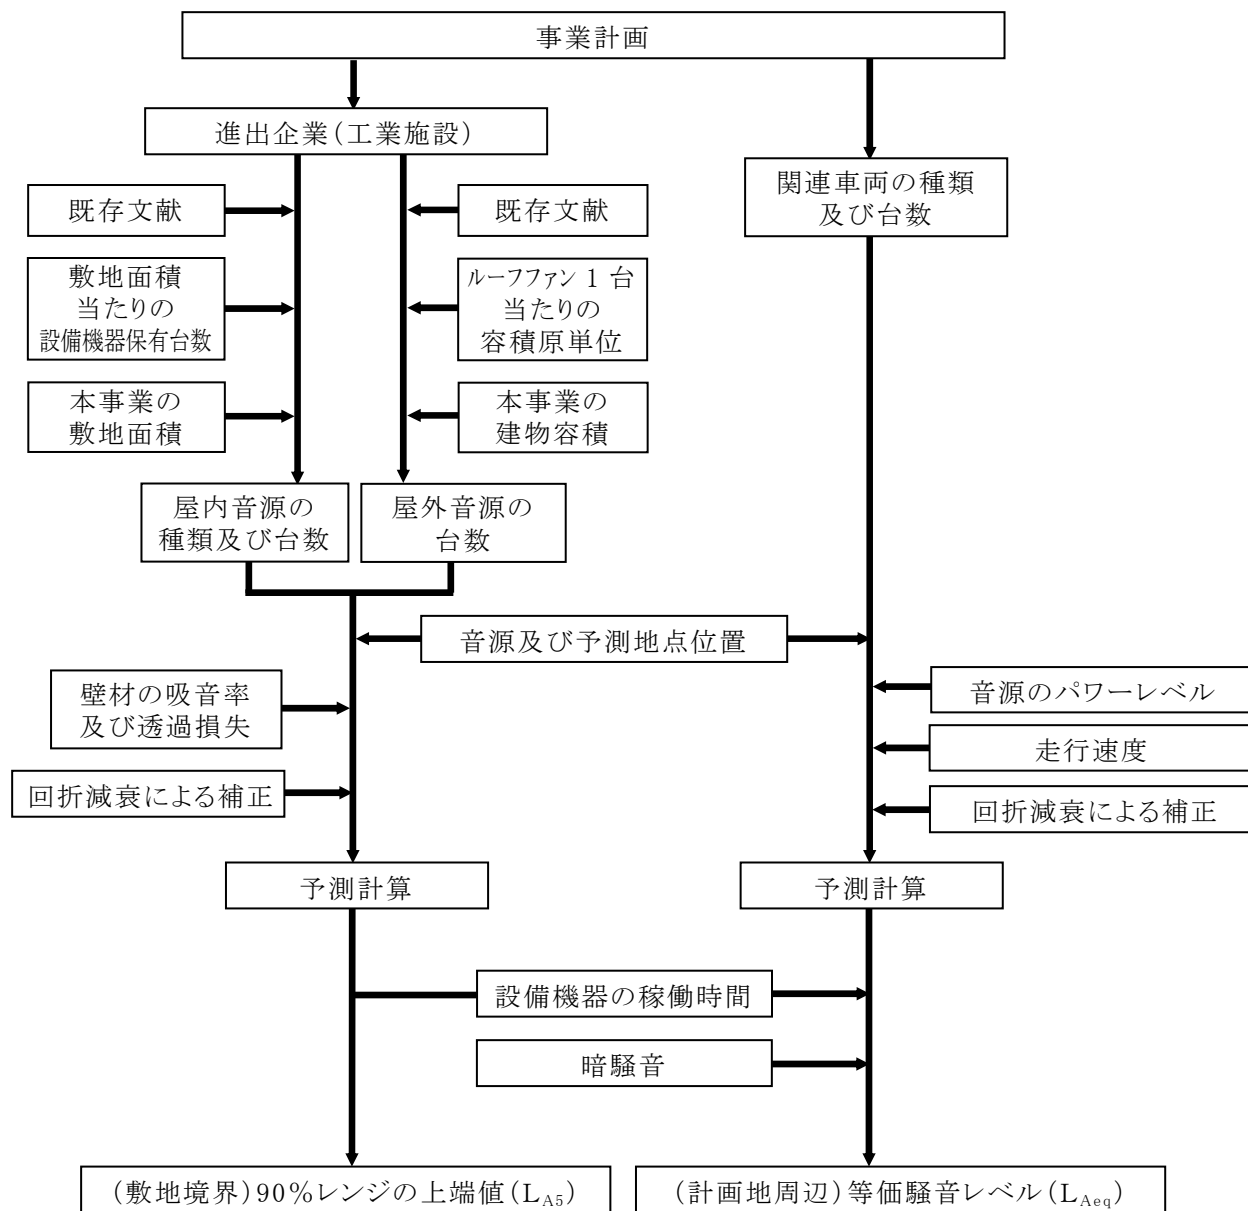 事業計画
進出企業(工業施設)
関連車両の種類
及び台数
既存文献
既存文献
敷地面積
当たりの
設備機器保有台数
ルーフファン 1 台
当たりの
容積原単位
本事業の
敷地面積
本事業の
建物容積
屋内音源の
種類及び台数
屋外音源の
台数
音源及び予測地点位置
壁材の吸音率
及び透過損失
音源のパワーレベル
走行速度
回折減衰による補正
回折減衰による補正
予測計算
予測計算
設備機器の稼働時間
暗騒音
(敷地境界)90%レンジの上端値(LA5)
(計画地周辺)等価騒音レベル(LAeq)